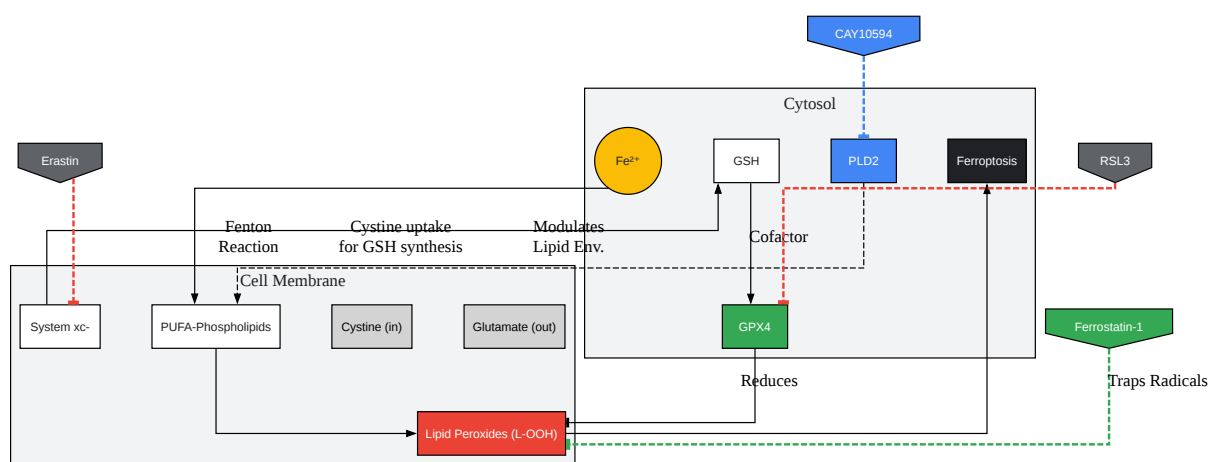 CAY10594
Cytosol
Erastin
Fe²⁺
GSH
PLD2
Ferroptosis
RSL3
Fenton
Reaction
Cystine uptake
for GSH synthesis
Modulates
Lipid Env.
Cofactor
Cell Membrane
System xc-
PUFA-Phospholipids
Cystine (in)
Glutamate (out)
GPX4
Ferrostatin-1
Reduces
Traps Radicals
Lipid Peroxides (L-OOH)